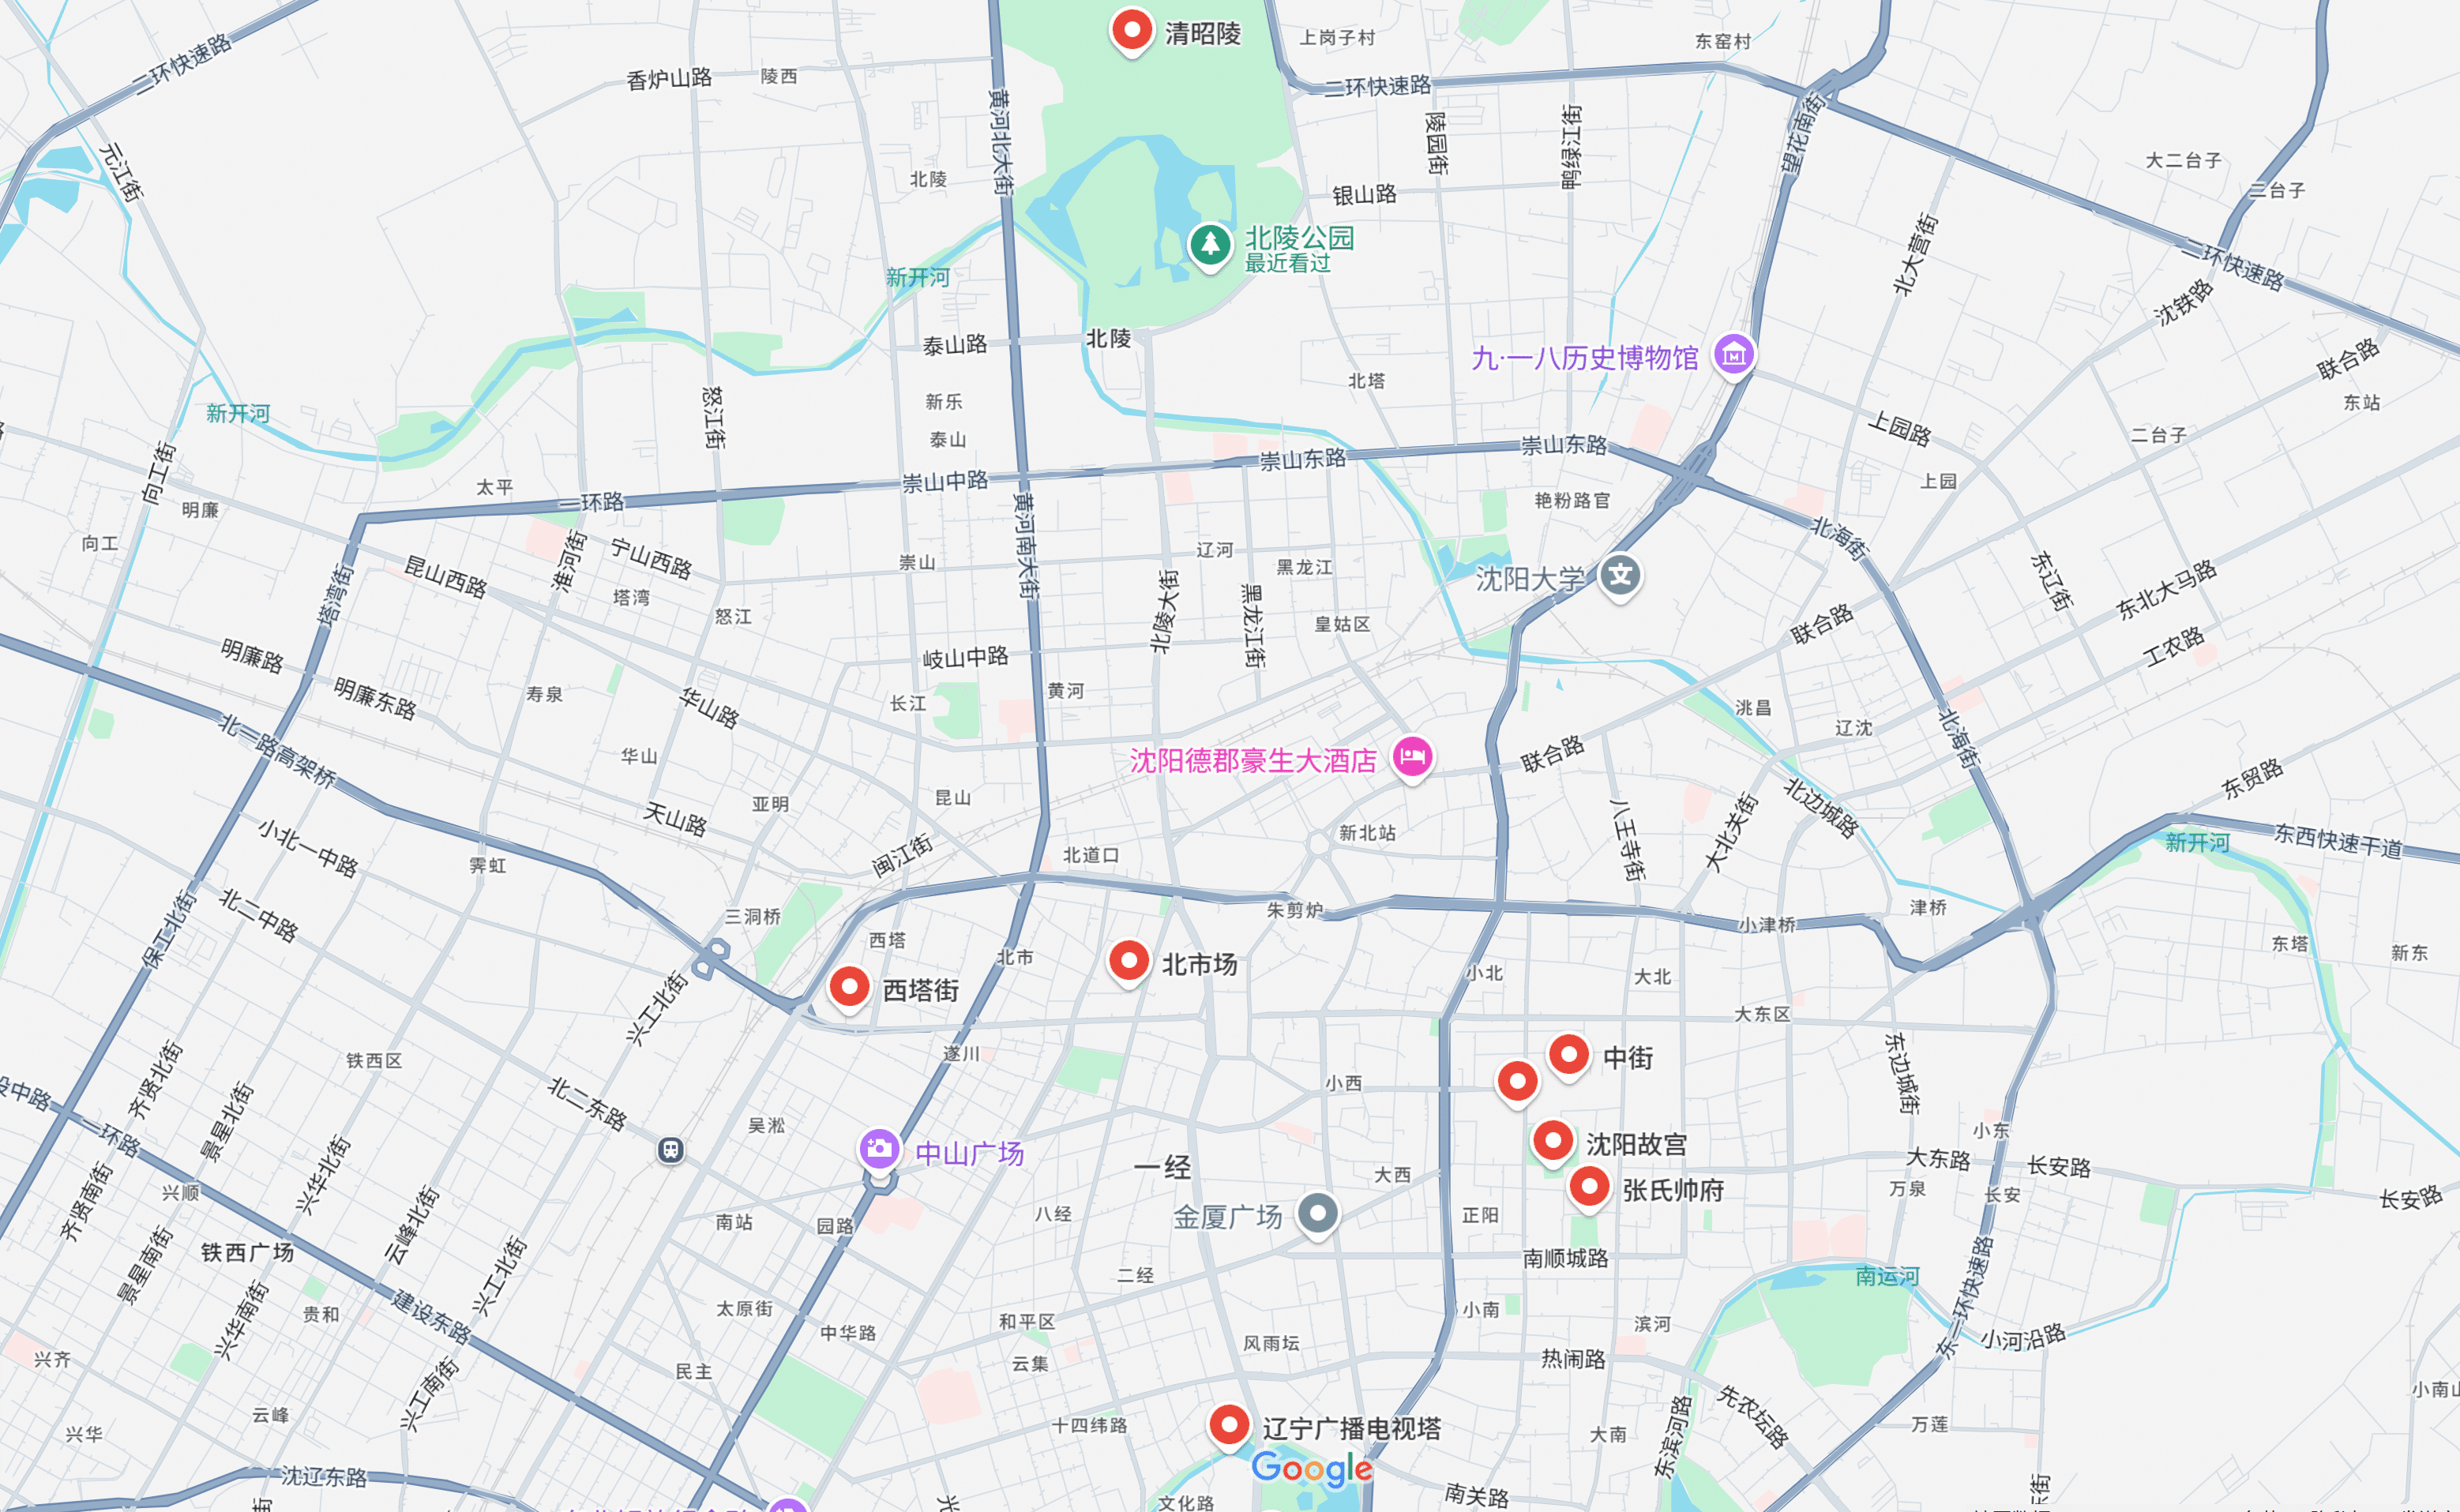 清昭陵
上岗子村
东窑村
二环快速路
香炉山路
陵西
二环快速路
黄河北大街
陵园街
鸭绿江街
望花南街
元江街
大二台子
三台子
北陵
银山路
北大营街
北陵公园
最近看过
二环快速路
新开河
沈铁路
泰山路
北陵
九·一八历史博物馆
联合路
北塔
新乐
东站
新开河
怒江街
泰山
上园路
二台子
向工街
崇山东路
崇山东路
崇山中路
太平
一环路
上园
明廉
艳粉路官
黄河南大街
向工
宁山西路
北海街
辽河
崇山
黑龙江
昆山西路
淮河街
沈阳大学
东辽街
东北大马路
塔湾街
塔湾
怒江
北陵大街
黑龙江街
皇姑区
联合路
工农路
明廉路
岐山中路
明廉东路
寿泉
华山路
长江
黄河
洮昌
辽沈
北海街
北二路高架桥
华山
沈阳德郡豪生大酒店
联合路
东贸路
亚明
昆山
天山路
北边城路
大北关街
八王寺街
新北站
小北一中路
闽江街
北道口
霁虹
新开河
东西快速干道
北二中路
三洞桥
朱剪炉
津桥
小津桥
保工北街
西塔
北市
东塔
新东
北市场
小北
大北
西塔街
兴工北街
大东区
遂川
中街
铁西区
东边城街
齐贤北街
小西
设中路
北二东路
景星北街
吴淞
一环路
小东
沈阳故宫
中山广场
一经
大东路
长安路
兴华北街
大西
兴顺
张氏帅府
万泉
长安
长安路
齐贤南街
八经
金厦广场
正阳
南站
园路
云峰北街
铁西广场
南顺城路
景星南街
二经
南运河
兴工北街
太原街
小南
贵和
建设东路
兴华南街
和平区
滨河
东一环快速路
中华路
小河沿路
风雨坛
兴齐
云集
热闹路
民主
小南山
兴工南街
先农坛路
云峰
辽宁广播电视塔
十四纬路
万莲
兴华
大南
东滨河路
Google
沈辽东路
南关路
文化路